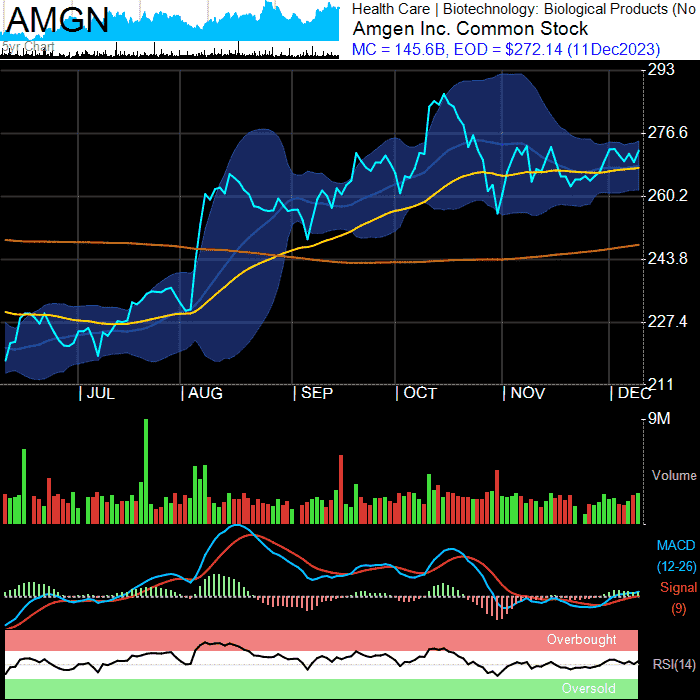 AMGN
5yr Chart
Health Care | Biotechnology: Biological Products (No
Amgen Inc. Common Stock
MC = 145.6B, EOD = $272.14 (11Dec2023)
293
276.6
260.2
243.8
227.4
211
| JUL | AUG | SEP | OCT | NOV | DEC
9M
Volume
MACD
(12-26)
Signal
(9)
Overbought
RSI(14)
Oversold